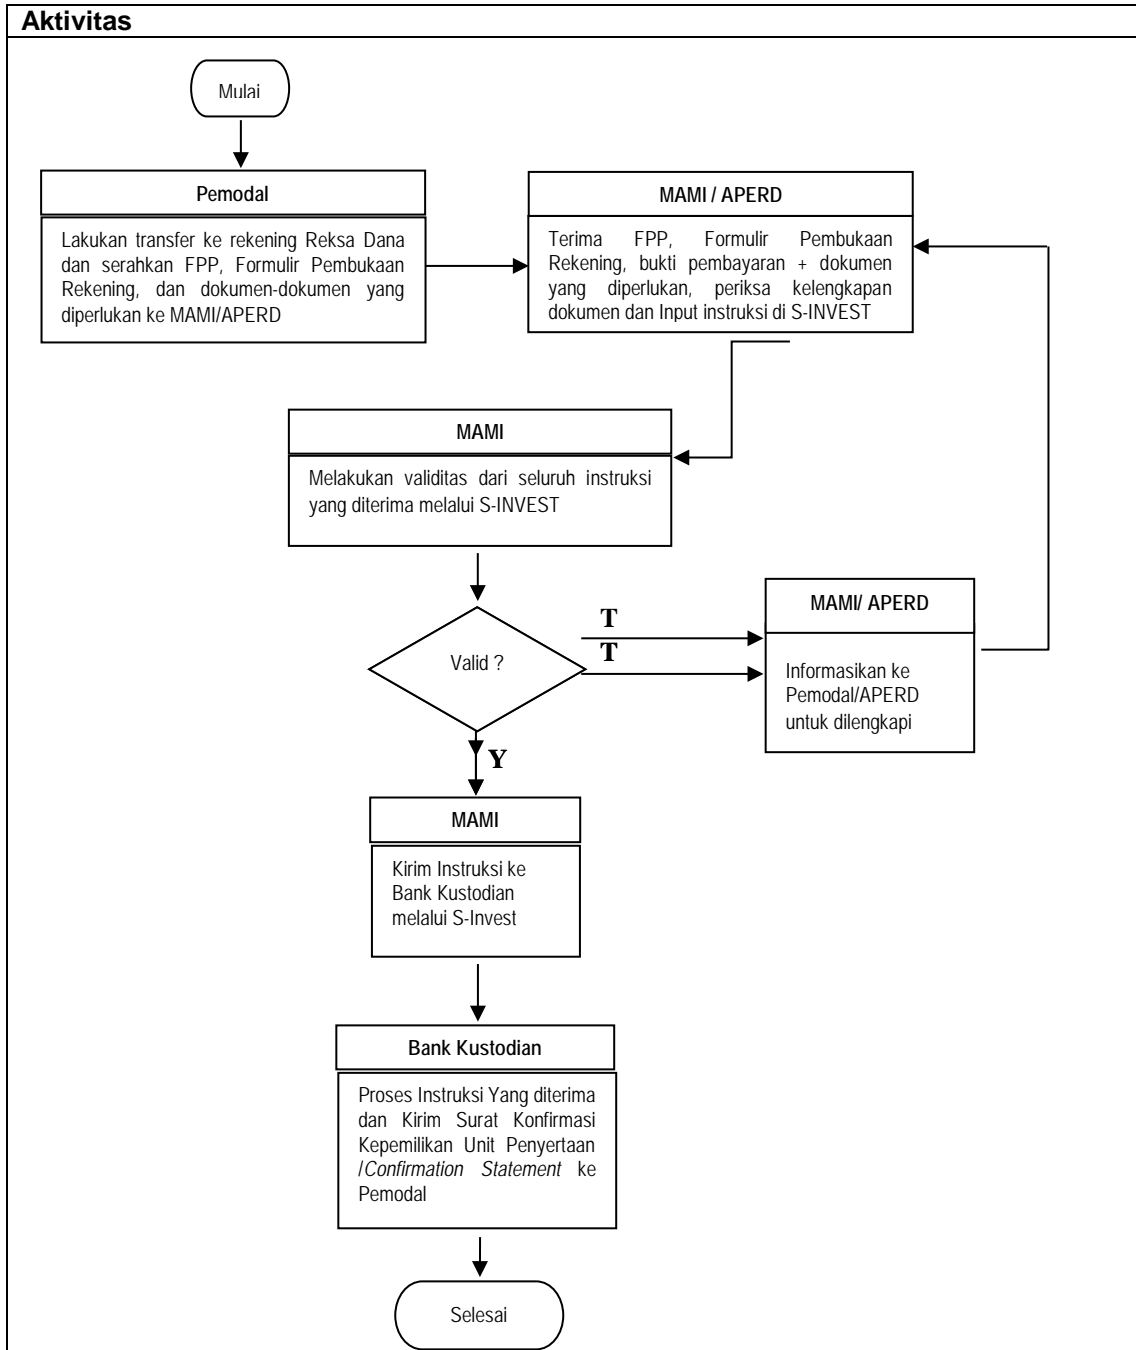 Aktivitas
Mulai
Pemodal
Lakukan transfer ke rekening Reksa Dana
dan serahkan FPP, Formulir Pembukaan
Rekening, dan dokumen-dokumen yang
diperlukan ke MAMI/APERD
MAMI / APERD
Terima FPP, Formulir Pembukaan
Rekening, bukti pembayaran + dokumen
yang diperlukan, periksa kelengkapan
dokumen dan Input instruksi di S-INVEST
MAMI
Melakukan validitas dari seluruh instruksi
yang diterima melalui S-INVEST
Valid ?
T
T
MAMI/ APERD
Informasikan ke
Pemodal/APERD
untuk dilengkapi
Y
MAMI
Kirim Instruksi ke
Bank Kustodian
melalui S-Invest
Bank Kustodian
Proses Instruksi Yang diterima
dan Kirim Surat Konfirmasi
Kepemilikan Unit Penyertaan
/Confirmation Statement ke
Pemodal
Selesai